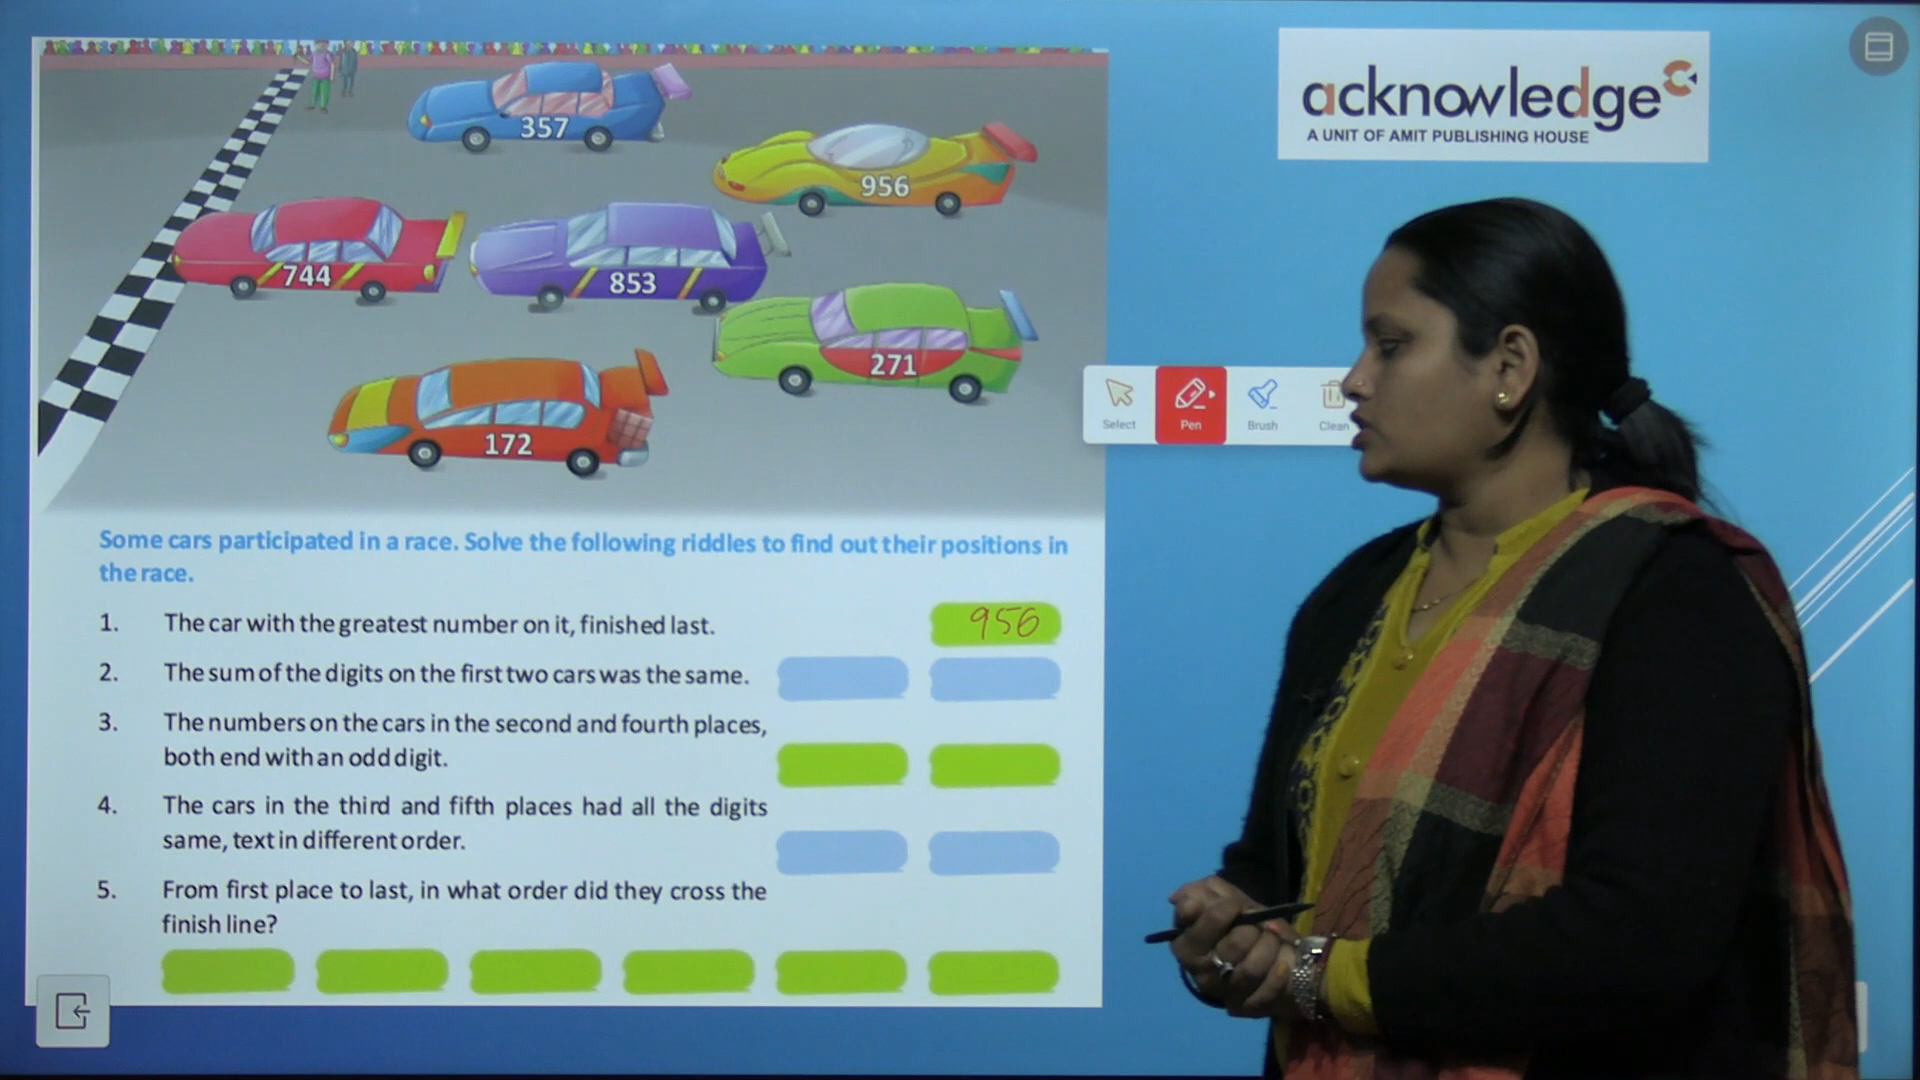 357
956
744
853
271
172
acknowledge
A UNIT OF AMIT PUBLISHING HOUSE
Select
Pen
Brush
Clean
Some cars participated in a race. Solve the following riddles to find out their positions in
the race.
1. The car with the greatest number on it, finished last. 956
2. The sum of the digits on the first two cars was the same.
3. The numbers on the cars in the second and fourth places,
both end with an odd digit.
4. The cars in the third and fifth places had all the digits
same, text in different order.
5. From first place to last, in what order did they cross the
finish line?